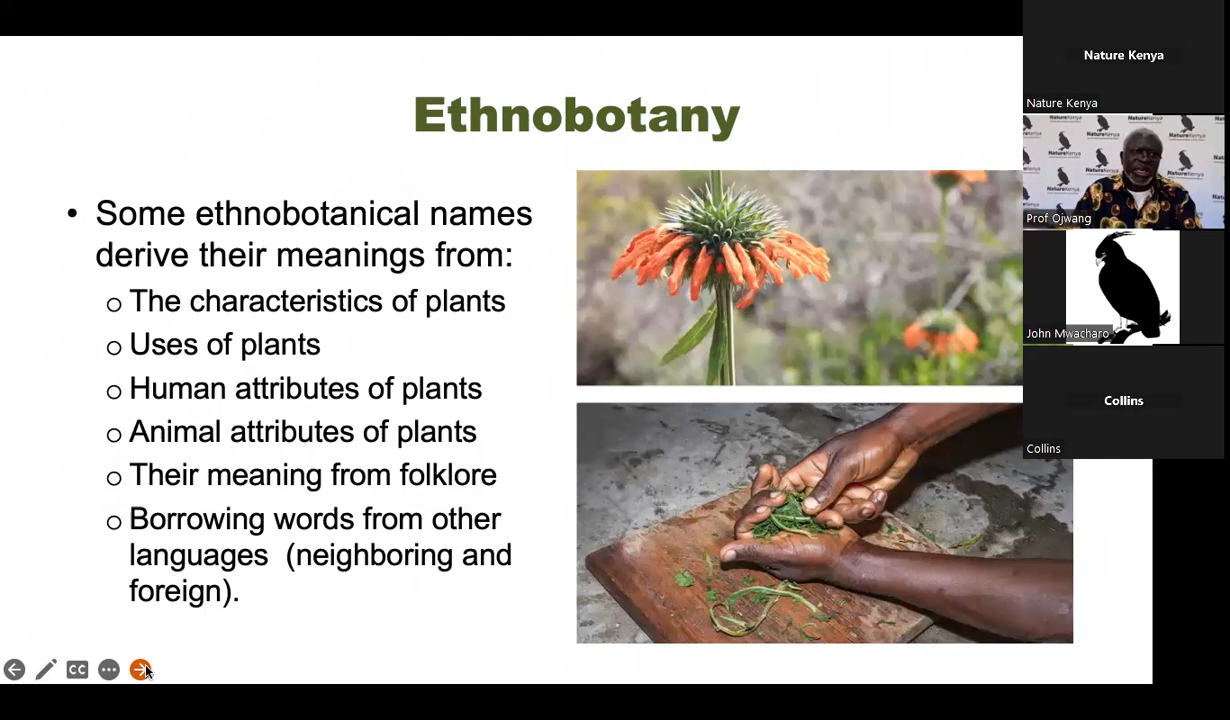 Ethnobotany
• Some ethnobotanical names
derive their meanings from:
o The characteristics of plants
o Uses of plants
o Human attributes of plants
o Animal attributes of plants
o Their meaning from folklore
o Borrowing words from other
languages (neighboring and
foreign).
CC
Nature Kenya
Nature Kenya
NatureKenya
Prof Ojwang
John Mwacharo
Collins
Collins